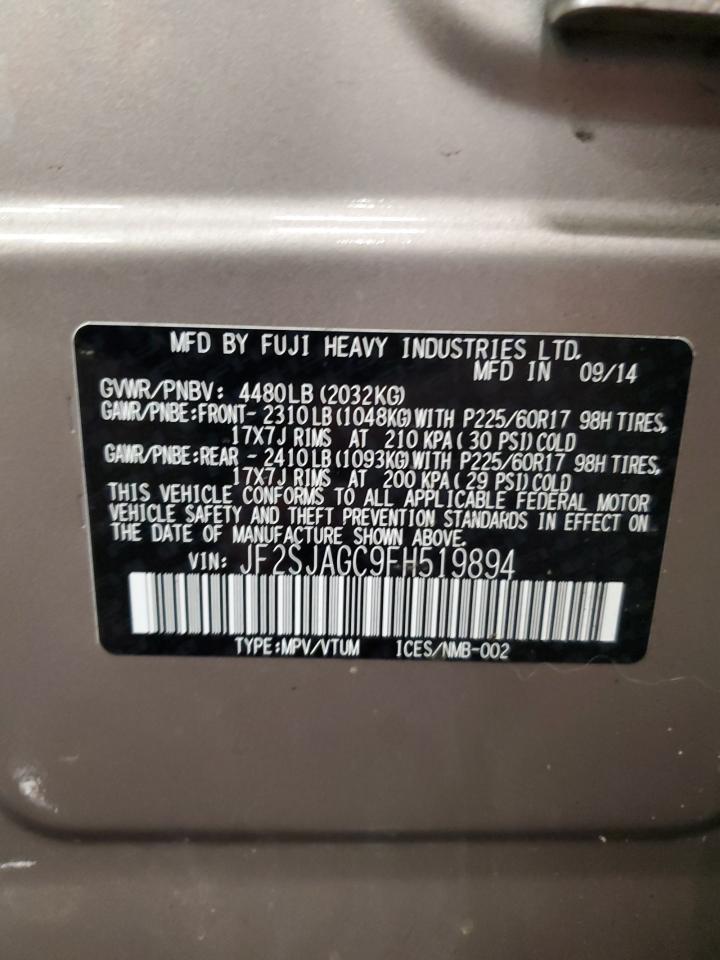 MFD BY FUJI HEAVY INDUSTRIES LTD.
MFD IN 09/14
GVWR/PNBV: 4480LB (2032KG)
GAWR/PNBE:FRONT- 2310LB (1048KG) WITH P225/60R17 98H TIRES,
17X7J RIMS AT 210 KPA (30 PSI) COLD
GAWR/PNBE:REAR - 2410LB (1093KG) WITH P225/60R17 98H TIRES,
17X7J RIMS AT 200 KPA (29 PSI) COLD
THIS VEHICLE CONFORMS TO ALL APPLICABLE FEDERAL MOTOR
VEHICLE SAFETY AND THEFT PREVENTION STANDARDS IN EFFECT ON
THE DATE OF MANUFACTURE SHOWN ABOVE.
VIN: JF2SJAGC9FH519894
TYPE:MPV/VTUM ICES/NMB-002